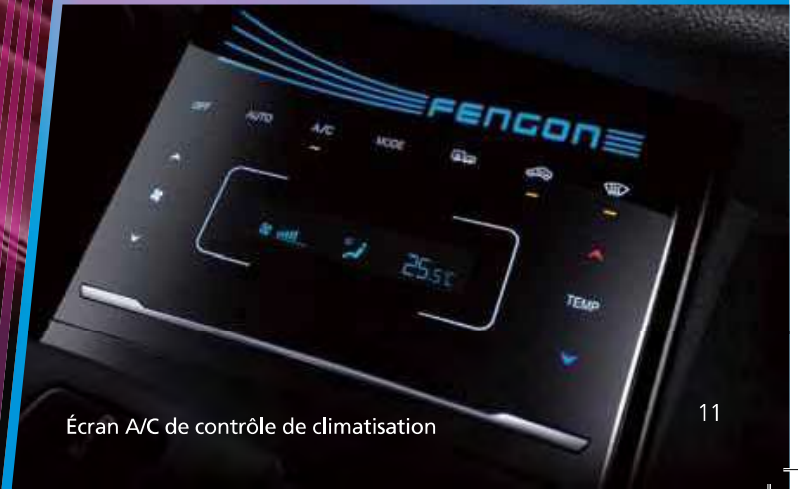 FENGON
OFF AUTO A/C MODE
25.5°C
TEMP
Écran A/C de contrôle de climatisation
11